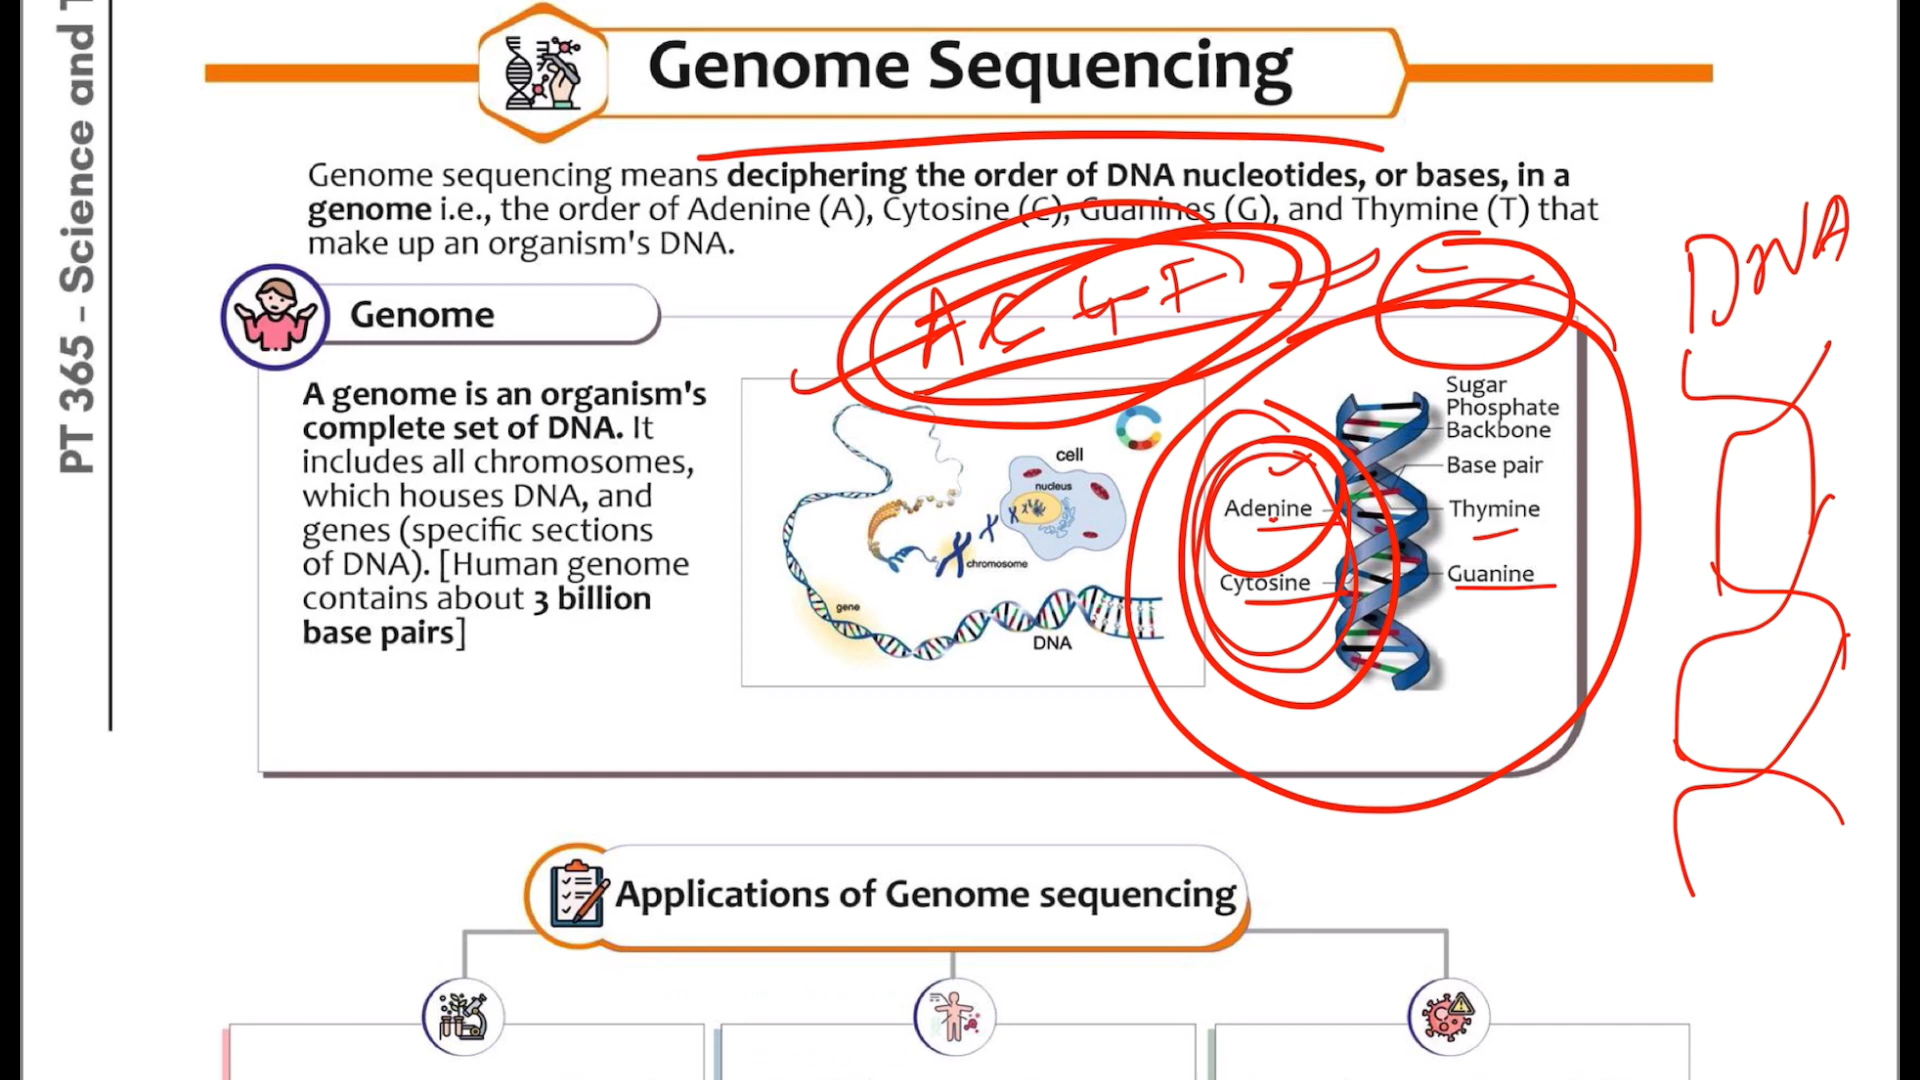 PT 365 - Science and T
Genome Sequencing
Genome sequencing means deciphering the order of DNA nucleotides, or bases, in a
genome i.e., the order of Adenine (A), Cytosine (C), Guanines (G), and Thymine (T) that
make up an organism's DNA.
A C G T
DNA
Genome
A genome is an organism's
complete set of DNA. It
includes all chromosomes,
which houses DNA, and
genes (specific sections
of DNA). [Human genome
contains about 3 billion
base pairs]
cell
nucleus
chromosome
gene
DNA
Sugar
Phosphate
Backbone
Base pair
Adenine
Thymine
Cytosine
Guanine
Applications of Genome sequencing